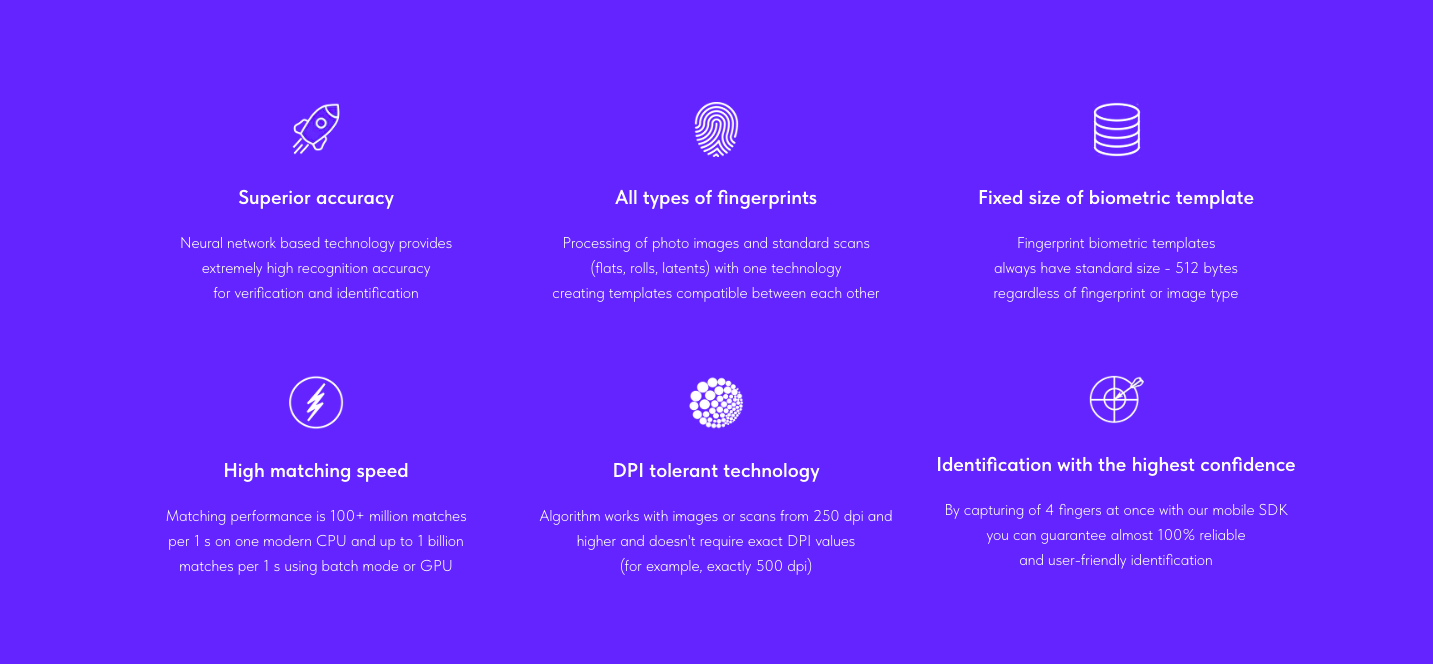 Superior accuracy
Neural network based technology provides
extremely high recognition accuracy
for verification and identification
All types of fingerprints
Processing of photo images and standard scans
(flats, rolls, latents) with one technology
creating templates compatible between each other
Fixed size of biometric template
Fingerprint biometric templates
always have standard size - 512 bytes
regardless of fingerprint or image type
High matching speed
Matching performance is 100+ million matches
per 1 s on one modern CPU and up to 1 billion
matches per 1 s using batch mode or GPU
DPI tolerant technology
Algorithm works with images or scans from 250 dpi and
higher and doesn't require exact DPI values
(for example, exactly 500 dpi)
Identification with the highest confidence
By capturing of 4 fingers at once with our mobile SDK
you can guarantee almost 100% reliable
and user-friendly identification